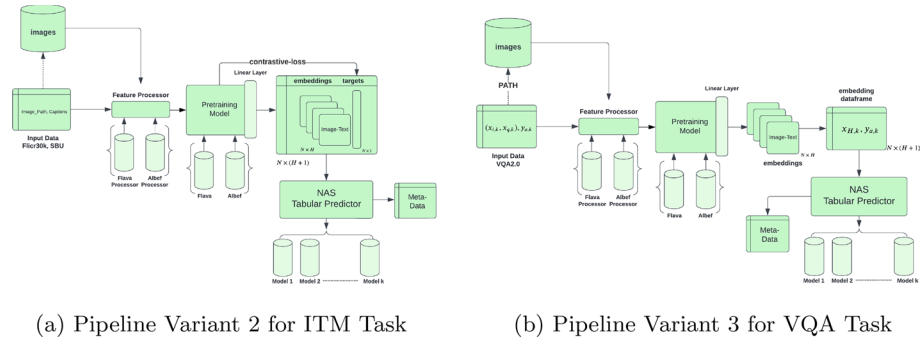 images
contrastive-loss
Linear Layer
Feature Processor
Pretraining
Model
embeddings targets
Image-Text
N × H
N × 1
Image_Path, Captions
Input Data
Flicr30k, SBU
Flava
Processor
Albef
Processor
Flava
Albef
N × (H + 1)
NAS
Tabular Predictor
Meta-
Data
Model 1
Model 2
Model k
(a) Pipeline Variant 2 for ITM Task
images
PATH
Feature Processor
Linear Layer
Pretraining
Model
Image-Text
N × H
embeddings
embedding
dataframe
x_{H,k}, y_{a,k}
N × (H + 1)
(x_{i,k}, x_{q,k}), y_{a,k}
Input Data
VQA2.0
Flava
Processor
Albef
Processor
Flava
Albef
NAS
Tabular Predictor
Meta-
Data
Model 1
Model 2
Model k
(b) Pipeline Variant 3 for VQA Task